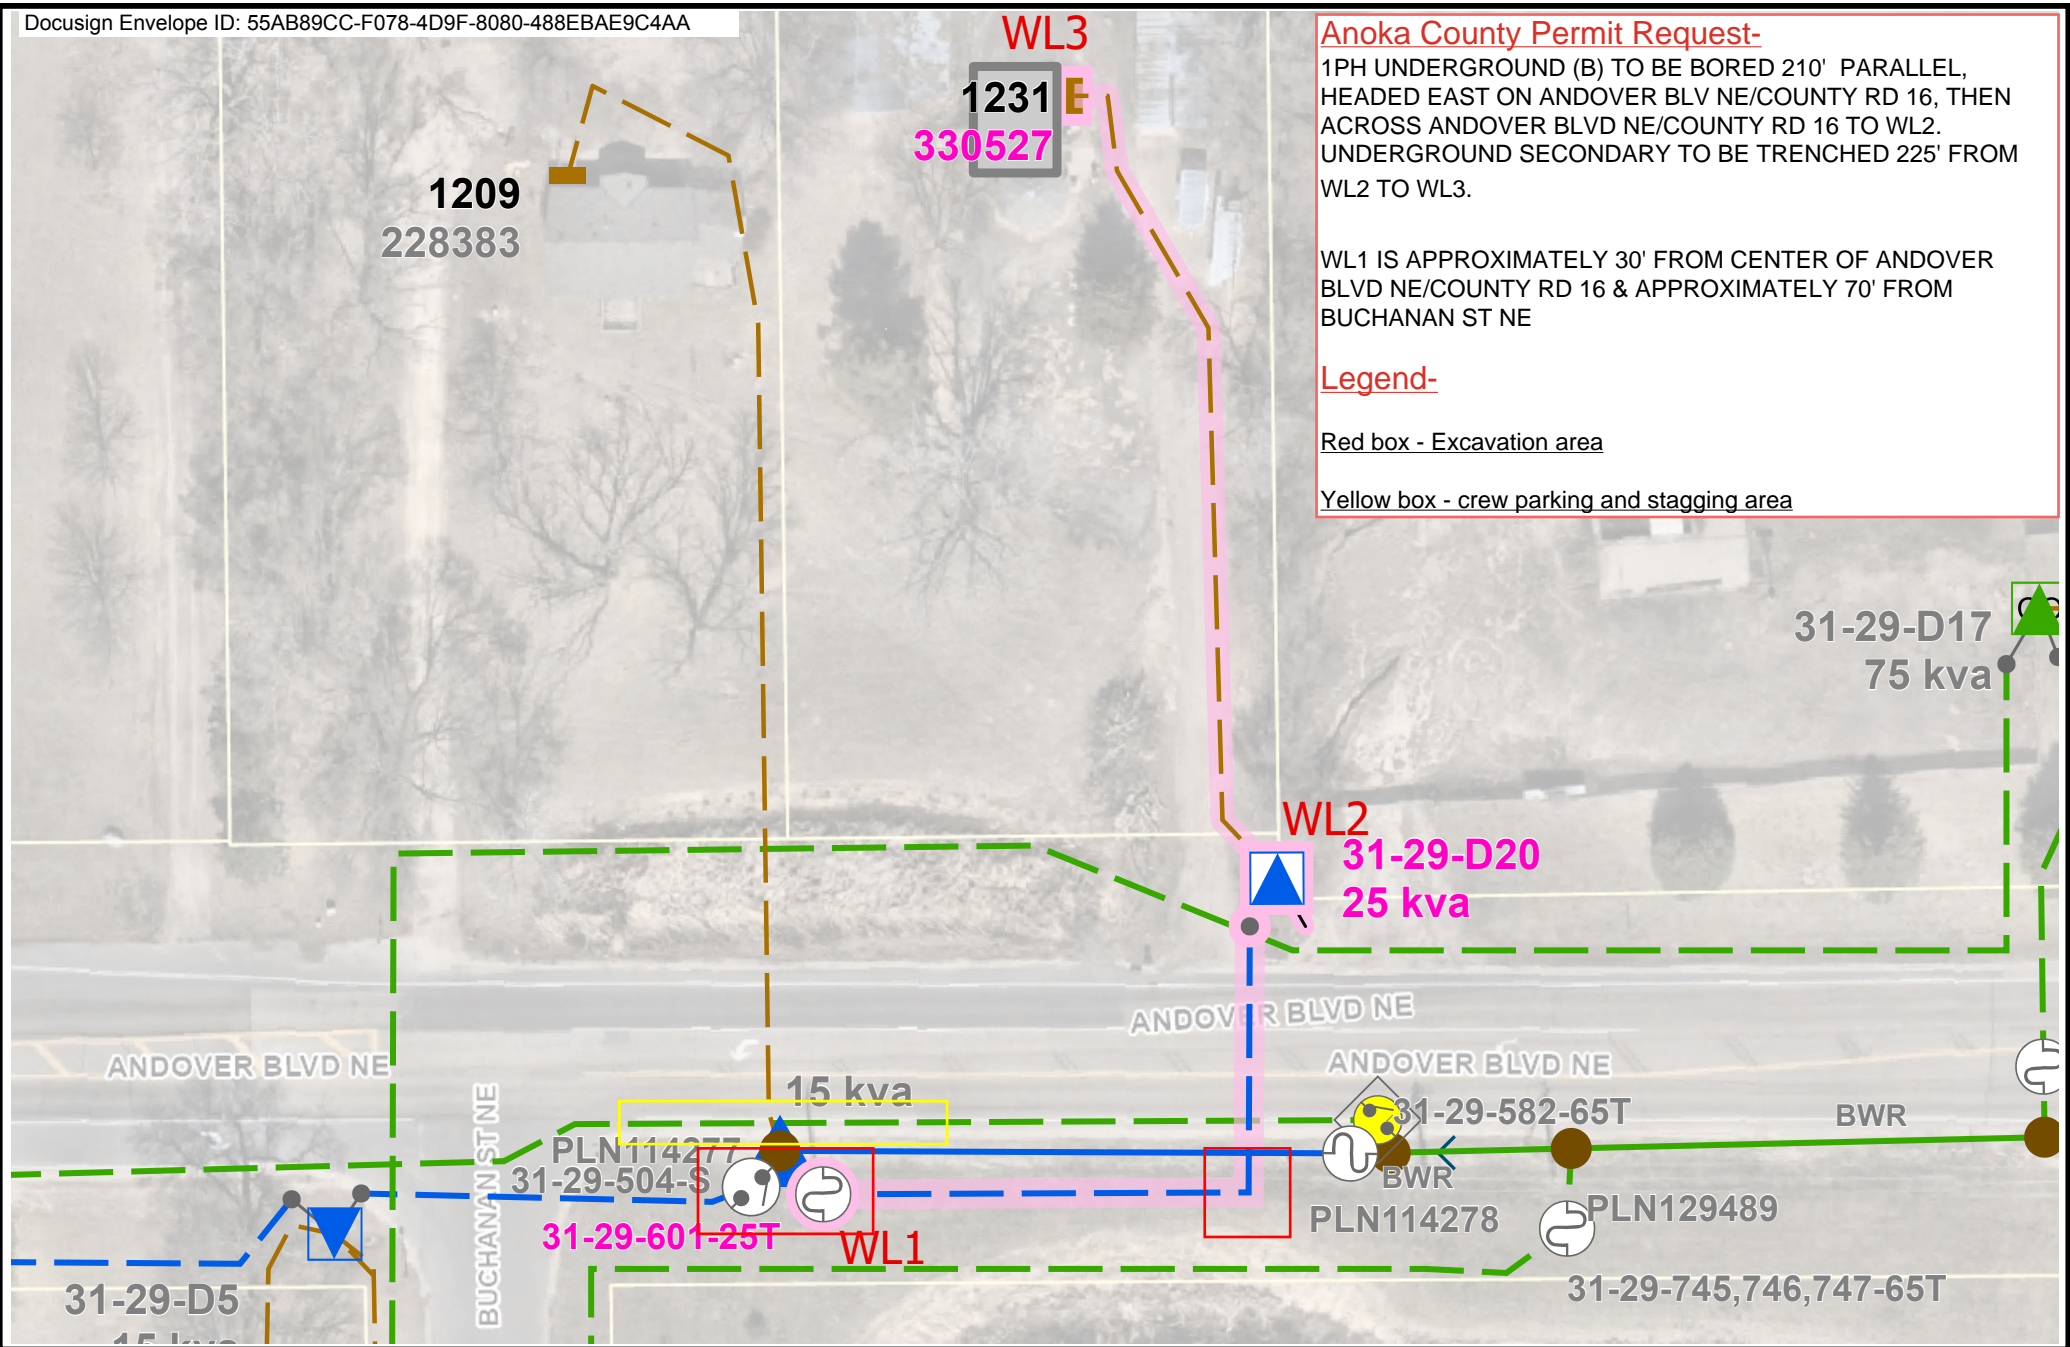 Docusign Envelope ID: 55AB89CC-F078-4D9F-8080-488EBAE9C4AA
WL3
1231
330527
1209
228383
Anoka County Permit Request-
1PH UNDERGROUND (B) TO BE BORED 210' PARALLEL,
HEADED EAST ON ANDOVER BLV NE/COUNTY RD 16, THEN
ACROSS ANDOVER BLVD NE/COUNTY RD 16 TO WL2.
UNDERGROUND SECONDARY TO BE TRENCHED 225' FROM
WL2 TO WL3.
WL1 IS APPROXIMATELY 30' FROM CENTER OF ANDOVER
BLVD NE/COUNTY RD 16 & APPROXIMATELY 70' FROM
BUCHANAN ST NE
Legend-
Red box - Excavation area
Yellow box - crew parking and stagging area
31-29-D17
75 kva
WL2
31-29-D20
25 kva
ANDOVER BLVD NE
ANDOVER BLVD NE
ANDOVER BLVD NE
15 kva
31-29-582-65T
BWR
PLN114277
31-29-504-S
BWR
31-29-601-25T
WL1
PLN114278
PLN129489
BUCHANAN ST NE
31-29-D5
15 kva
31-29-745,746,747-65T